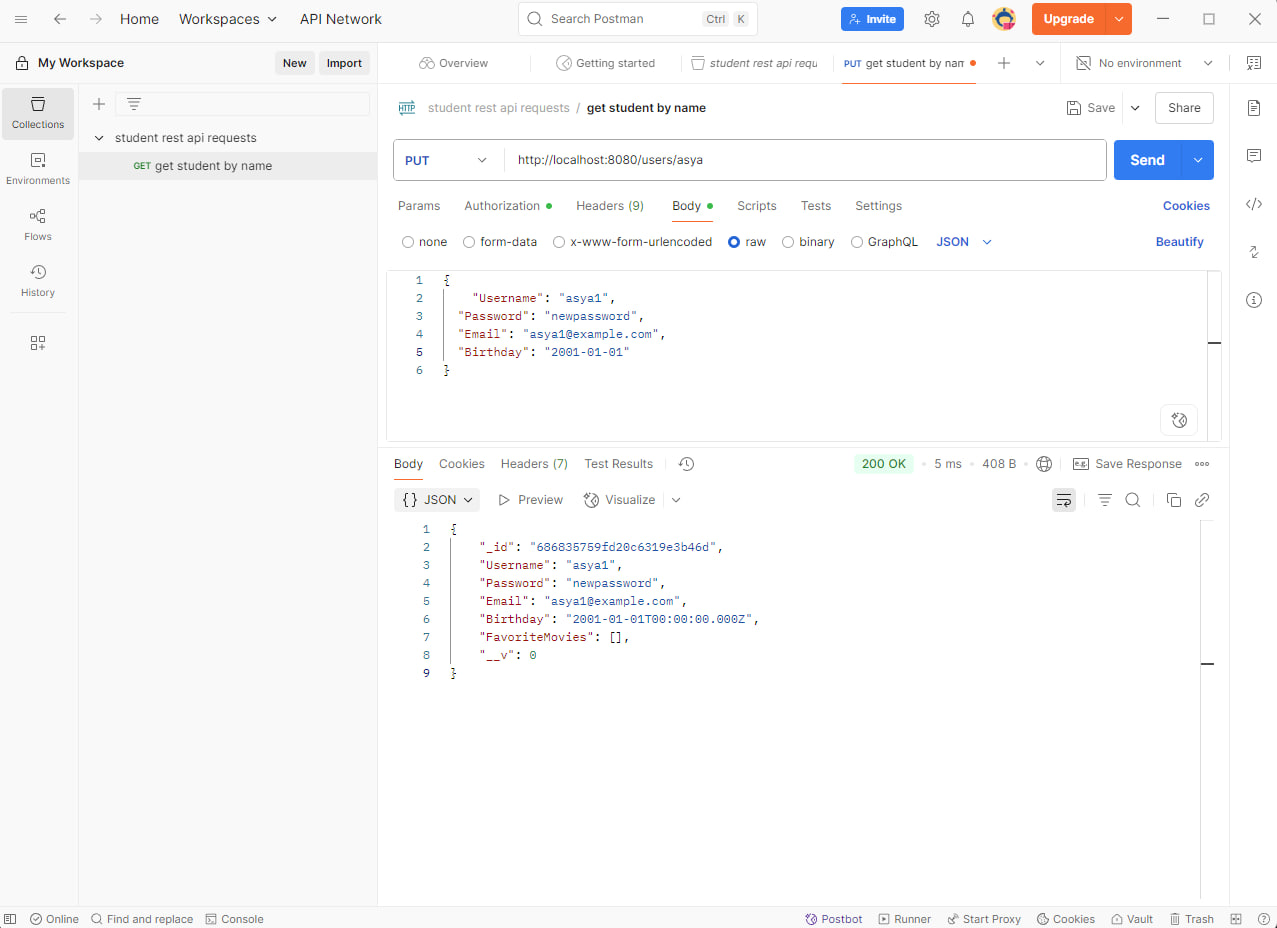 Home Workspaces API Network Search Postman Ctrl K Invite Upgrade
My Workspace New Import Overview Getting started student rest api requ PUT get student by nam No environment
Collections
Environments
Flows
History
student rest api requests
GET get student by name
HTTP student rest api requests / get student by name Save Share
PUT http://localhost:8080/users/asya Send
Params Authorization Headers (9) Body Scripts Tests Settings Cookies
none form-data x-www-form-urlencoded raw binary GraphQL JSON Beautify
1 {
2 "Username": "asya1",
3 "Password": "newpassword",
4 "Email": "asya1@example.com",
5 "Birthday": "2001-01-01"
6 }
Body Cookies Headers (7) Test Results 200 OK 5 ms 408 B e.g. Save Response
{} JSON Preview Visualize
1 {
2 "_id": "686835759fd20c6319e3b46d",
3 "Username": "asya1",
4 "Password": "newpassword",
5 "Email": "asya1@example.com",
6 "Birthday": "2001-01-01T00:00:00.000Z",
7 "FavoriteMovies": [],
8 "__v": 0
9 }
Online Find and replace Console Postbot Runner Start Proxy Cookies Vault Trash